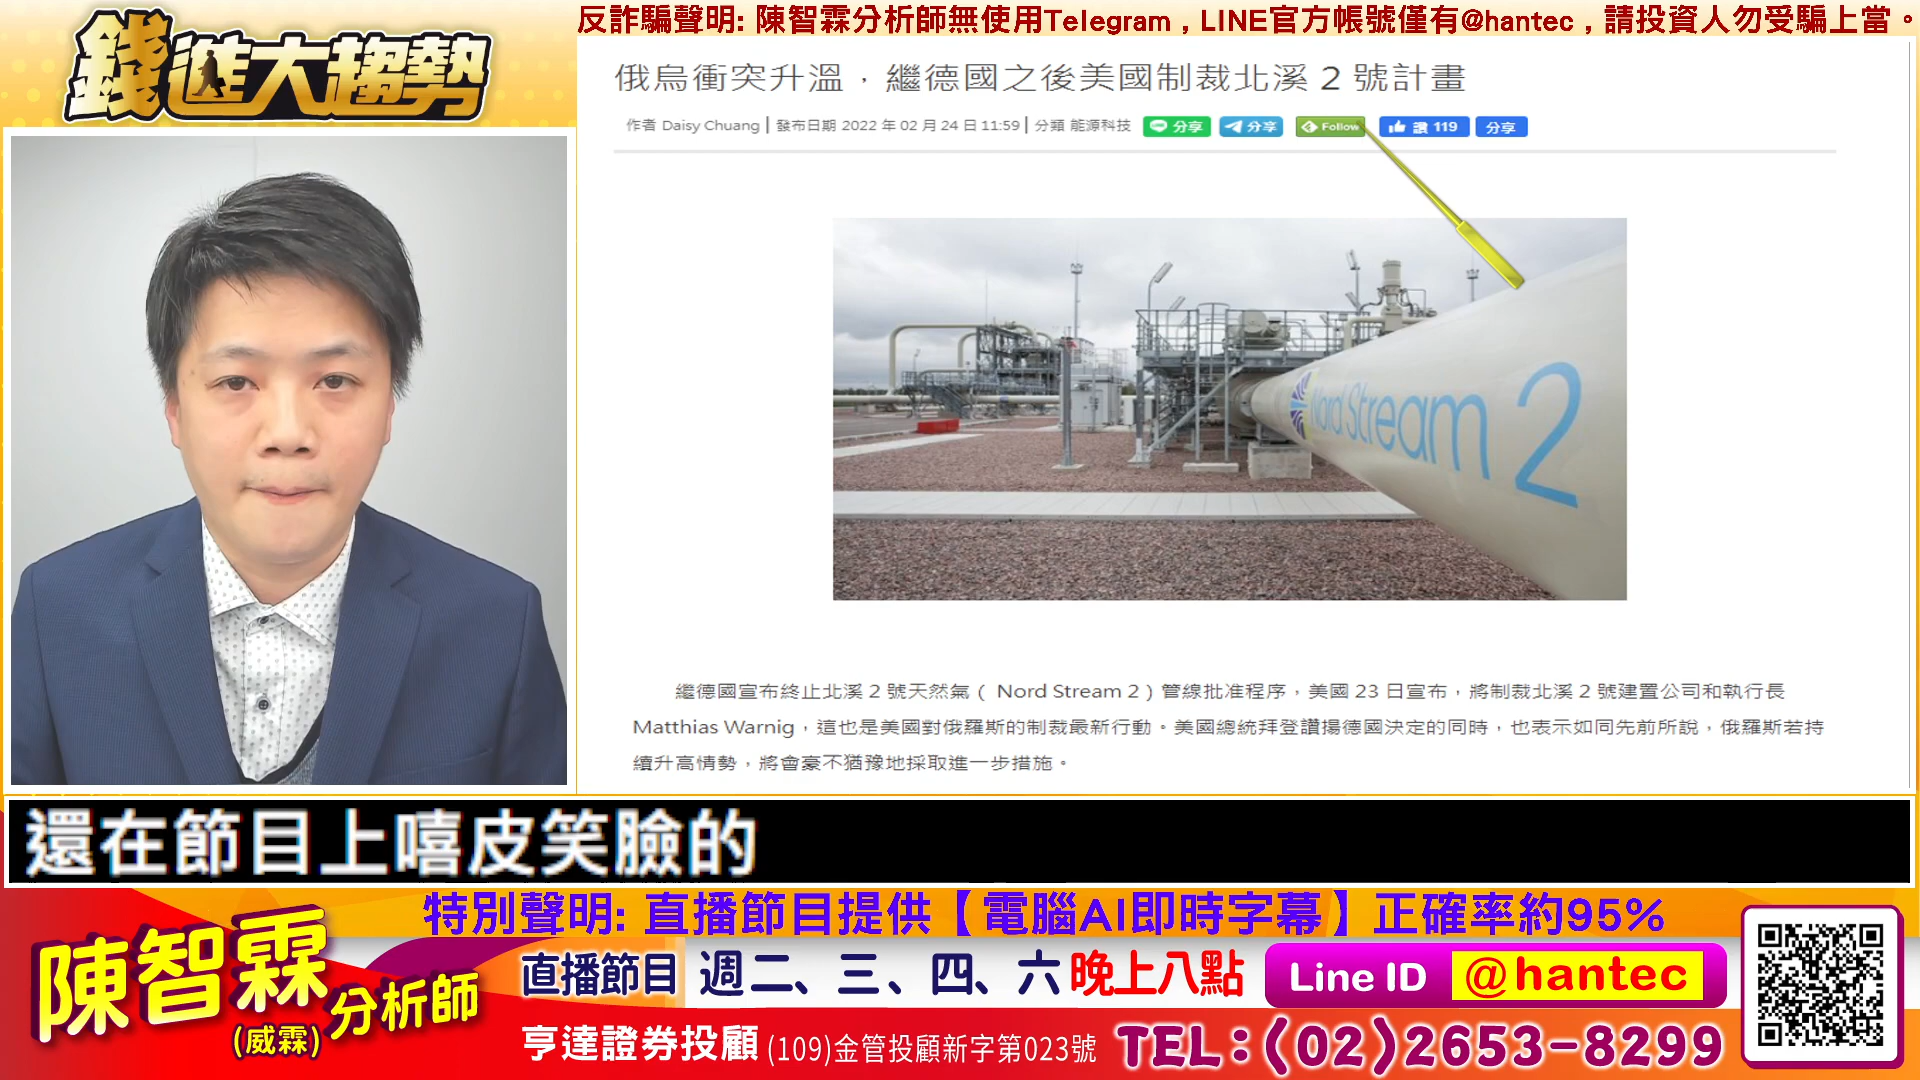 反詐騙聲明: 陳智霖分析師無使用Telegram , LINE官方帳號僅有@hantec , 請投資人勿受騙上當。
錢進大趨勢
俄烏衝突升溫，繼德國之後美國制裁北溪 2 號計畫
作者 Daisy Chuang | 發布日期 2022 年 02 月 24 日 11:59 | 分類 能源科技 分享 分享 Follow 讚 119 分享
Nord Stream 2
繼德國宣布終止北溪 2 號天然氣（ Nord Stream 2 ）管線批准程序，美國 23 日宣布，將制裁北溪 2 號建置公司和執行長
Matthias Warnig，這也是美國對俄羅斯的制裁最新行動。美國總統拜登讚揚德國決定的同時，也表示如同先前所說，俄羅斯若持
續升高情勢，將會毫不猶豫地採取進一步措施。
還在節目上嘻皮笑臉的
特別聲明: 直播節目提供【電腦AI即時字幕】正確率約95%
陳智霖分析師
(威霖)
直播節目 週二、三、四、六晚上八點
Line ID @hantec
亨達證券投顧 (109)金管投顧新字第023號 TEL:(02)2653-8299